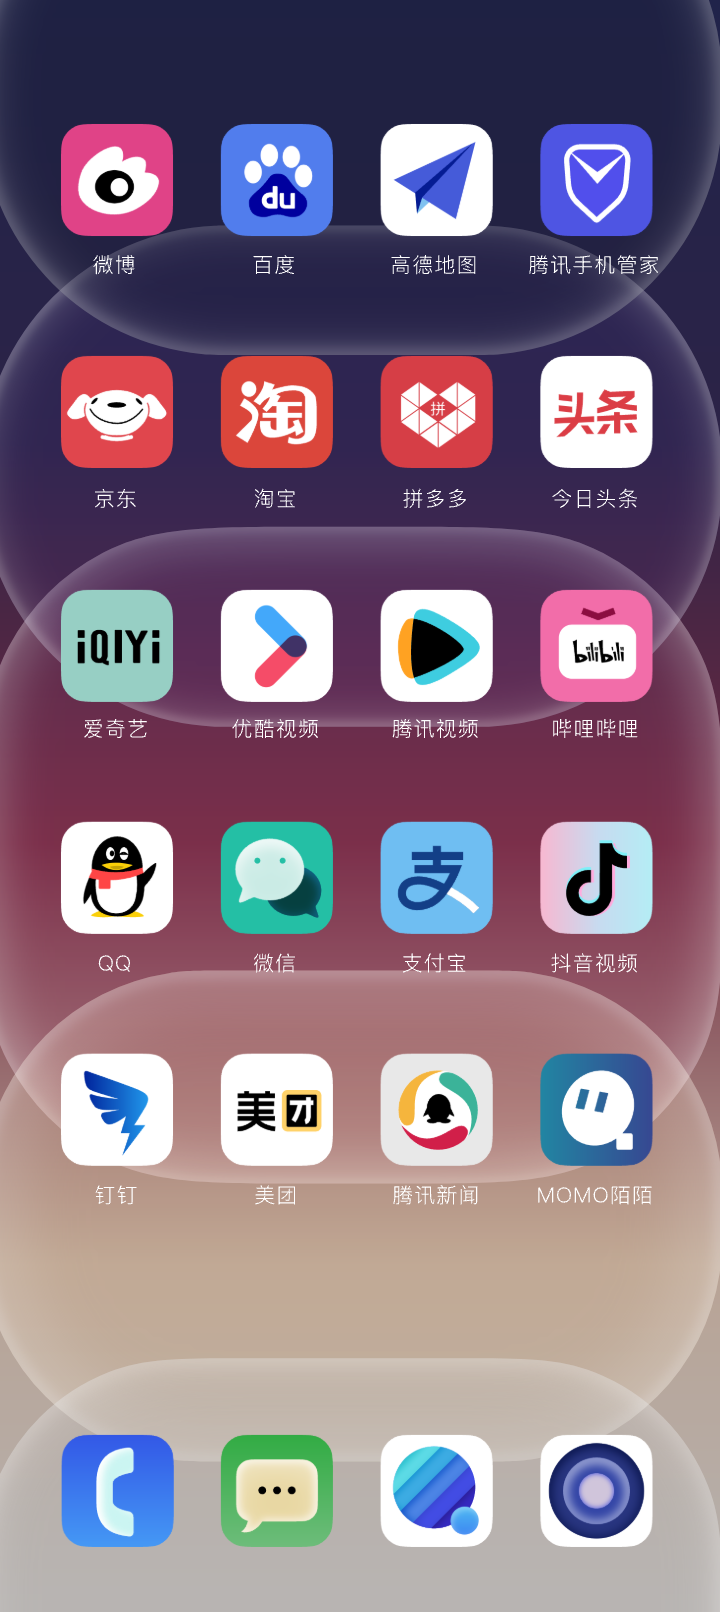 du
微博
百度
高德地图
腾讯手机管家
淘
拼
头条
京东
淘宝
拼多多
今日头条
iQIYI
bilibili
爱奇艺
优酷视频
腾讯视频
哔哩哔哩
支
QQ
微信
支付宝
抖音视频
美团
钉钉
美团
腾讯新闻
MOMO陌陌